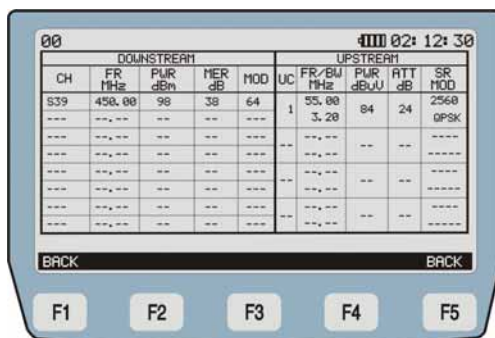 00 02: 12: 30
DOWNSTREAM UPSTREAM
CH FR MHz PWR dBm MER dB MOD UC FR/BW MHz PWR dBuV ATT dB SR MOD
S39 450.00 98 38 64 1 55.00 84 24 2560
--- --.-- -- -- --- 3.20 QPSK
--- --.-- -- -- --- -- --.-- -- -- ----
--- --.-- -- -- --- --.-- -----
--- --.-- -- -- --- -- --.-- -- -- ----
--- --.-- -- -- --- --.-- -----
--- --.-- -- -- --- -- --.-- -- -- ----
--- --.-- -- -- --- --.-- -----
BACK BACK
F1 F2 F3 F4 F5